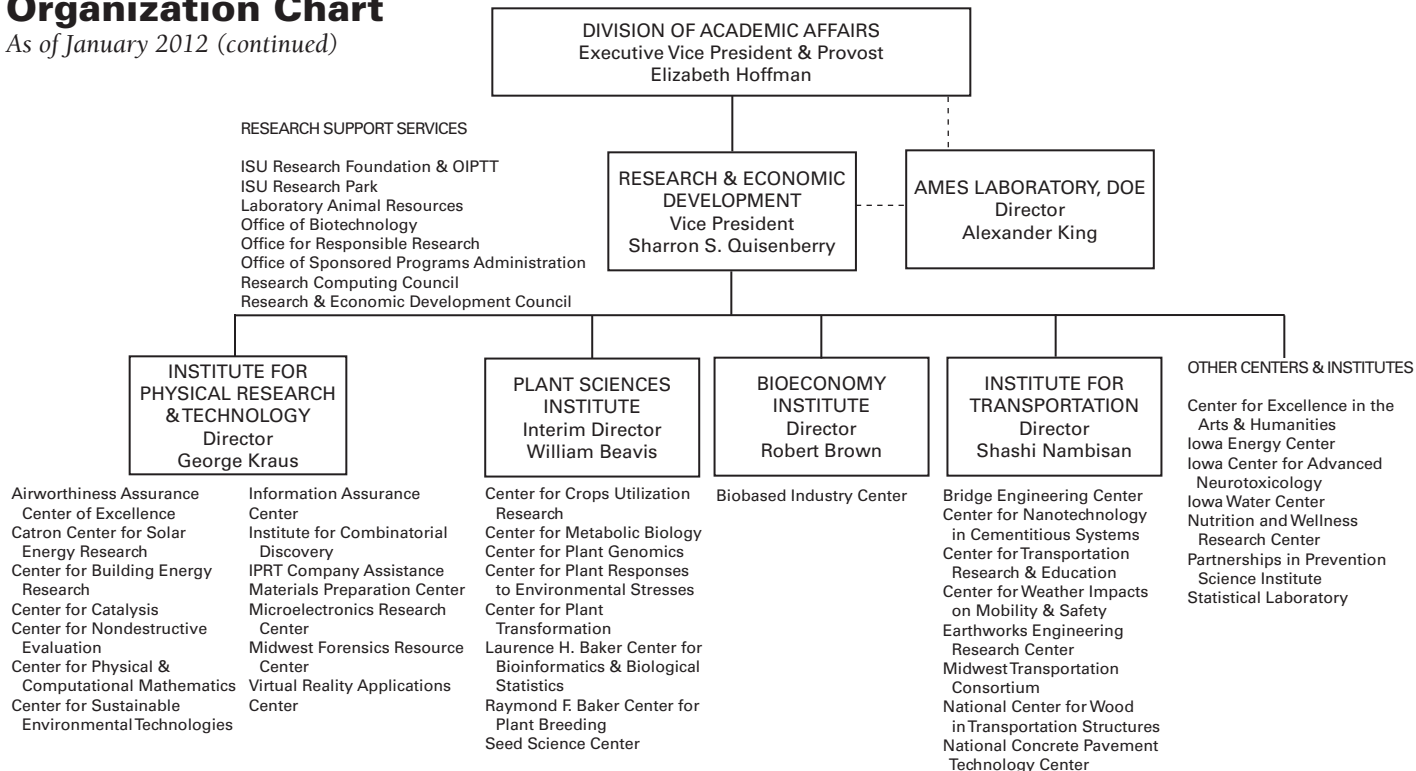 Organization Chart
As of January 2012 (continued)
DIVISION OF ACADEMIC AFFAIRS
Executive Vice President & Provost
Elizabeth Hoffman
RESEARCH SUPPORT SERVICES
ISU Research Foundation & OIPTT
ISU Research Park
Laboratory Animal Resources
Office of Biotechnology
Office for Responsible Research
Office of Sponsored Programs Administration
Research Computing Council
Research & Economic Development Council
RESEARCH & ECONOMIC
DEVELOPMENT
Vice President
Sharron S. Quisenberry
AMES LABORATORY, DOE
Director
Alexander King
INSTITUTE FOR
PHYSICAL RESEARCH
& TECHNOLOGY
Director
George Kraus
Airworthiness Assurance
Center of Excellence
Catron Center for Solar
Energy Research
Center for Building Energy
Research
Center for Catalysis
Center for Nondestructive
Evaluation
Center for Physical &
Computational Mathematics
Center for Sustainable
Environmental Technologies
Information Assurance
Center
Institute for Combinatorial
Discovery
IPRT Company Assistance
Materials Preparation Center
Microelectronics Research
Center
Midwest Forensics Resource
Center
Virtual Reality Applications
Center
PLANT SCIENCES
INSTITUTE
Interim Director
William Beavis
Center for Crops Utilization
Research
Center for Metabolic Biology
Center for Plant Genomics
Center for Plant Responses
to Environmental Stresses
Center for Plant
Transformation
Laurence H. Baker Center for
Bioinformatics & Biological
Statistics
Raymond F. Baker Center for
Plant Breeding
Seed Science Center
BIOECONOMY
INSTITUTE
Director
Robert Brown
Biobased Industry Center
INSTITUTE FOR
TRANSPORTATION
Director
Shashi Nambisan
Bridge Engineering Center
Center for Nanotechnology
in Cementitious Systems
Center for Transportation
Research & Education
Center for Weather Impacts
on Mobility & Safety
Earthworks Engineering
Research Center
Midwest Transportation
Consortium
National Center for Wood
in Transportation Structures
National Concrete Pavement
Technology Center
OTHER CENTERS & INSTITUTES
Center for Excellence in the
Arts & Humanities
Iowa Energy Center
Iowa Center for Advanced
Neurotoxicology
Iowa Water Center
Nutrition and Wellness
Research Center
Partnerships in Prevention
Science Institute
Statistical Laboratory